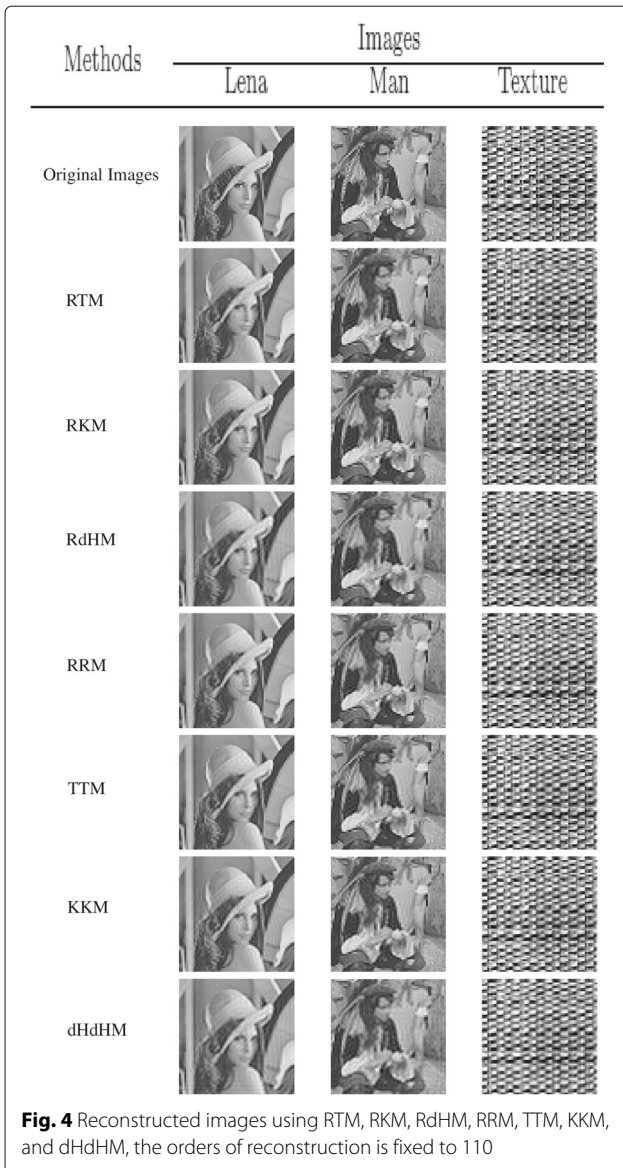 Methods
Images
Lena Man Texture
Original Images
RTM
RKM
RdHM
RRM
TTM
KKM
dHdHM
Fig. 4 Reconstructed images using RTM, RKM, RdHM, RRM, TTM, KKM,
and dHdHM, the orders of reconstruction is fixed to 110